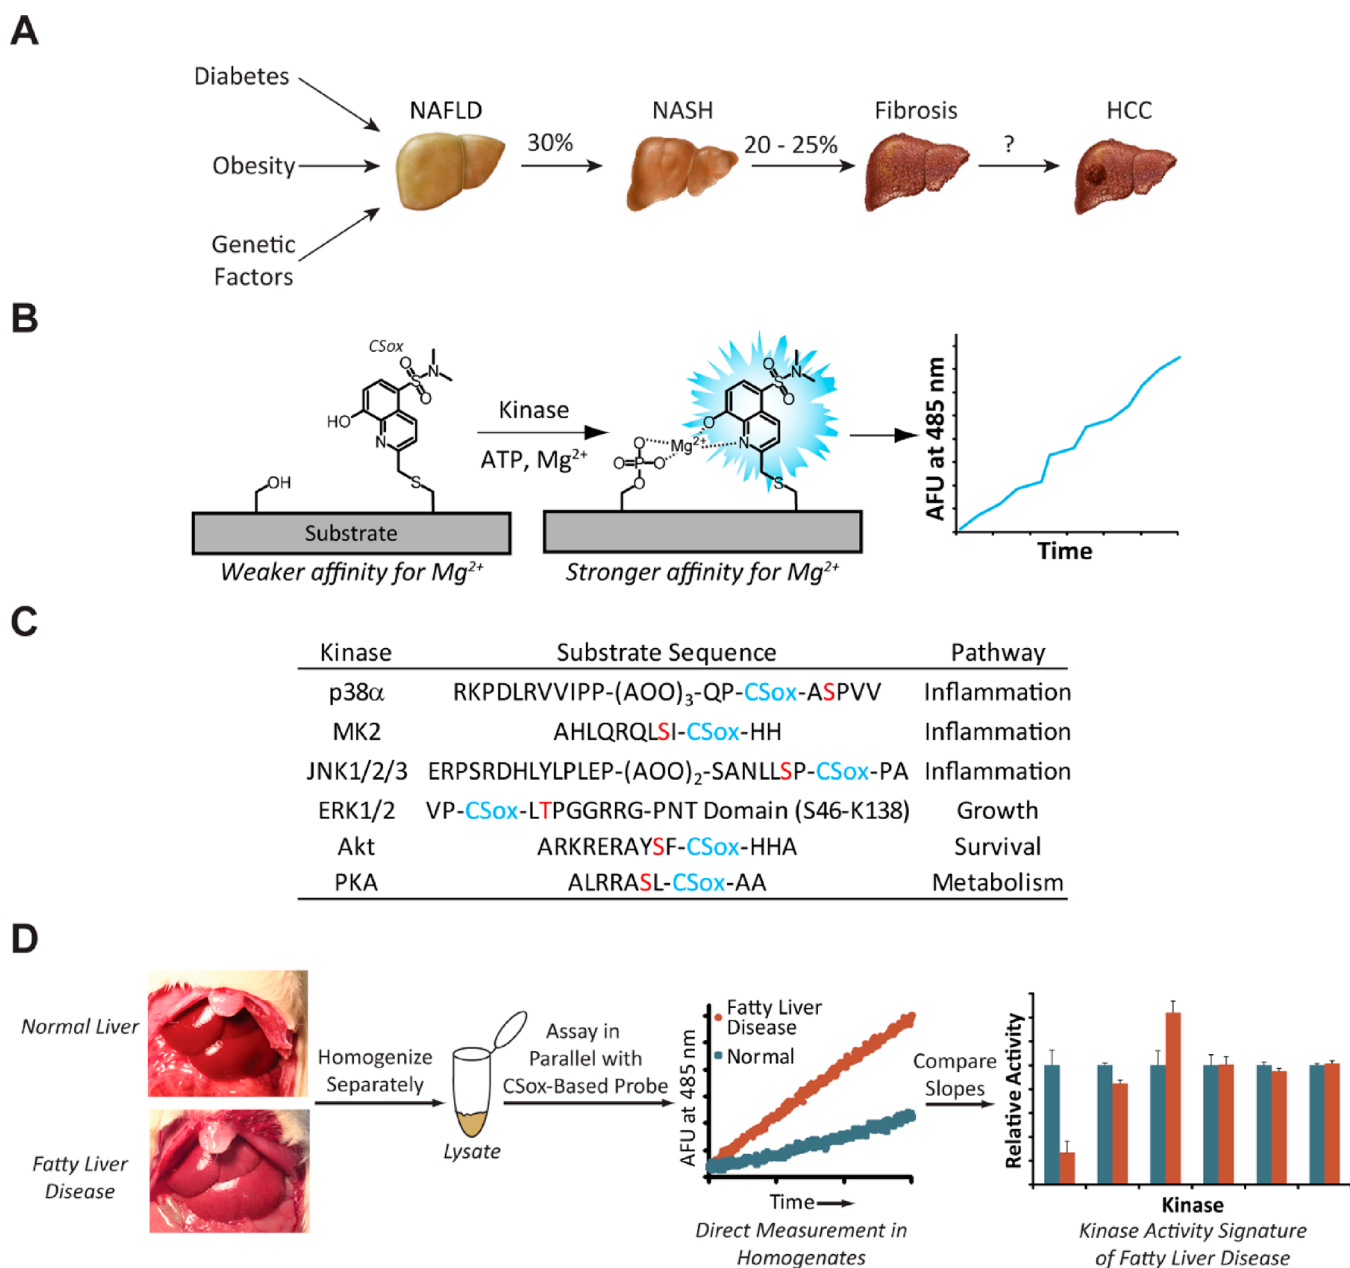 A
Diabetes
Obesity
Genetic
Factors
NAFLD
30%
NASH
20 - 25%
Fibrosis
?
HCC
B
CSox
O
S
N
O
HO
N
S
OH
Substrate
Weaker affinity for Mg2+
Kinase
ATP, Mg2+
O
S
N
O
O
Mg2+
N
O
O=P
O
O
S
Stronger affinity for Mg2+
AFU at 485 nm
Time
C
Kinase Substrate Sequence Pathway
p38α RKPDLRVVIPP-(AOO)3-QP-CSox-ASPVV Inflammation
MK2 AHLQRQLSI-CSox-HH Inflammation
JNK1/2/3 ERPSRDHLYLPLEP-(AOO)2-SANLLSP-CSox-PA Inflammation
ERK1/2 VP-CSox-LTPGGRRG-PNT Domain (S46-K138) Growth
Akt ARKRERAYSF-CSox-HHA Survival
PKA ALRRASL-CSox-AA Metabolism
D
Normal Liver
Fatty Liver
Disease
Homogenize
Separately
Lysate
Assay in
Parallel with
CSox-Based Probe
AFU at 485 nm
Fatty Liver
Disease
Normal
Time
Direct Measurement in
Homogenates
Compare
Slopes
Relative Activity
Kinase
Kinase Activity Signature
of Fatty Liver Disease